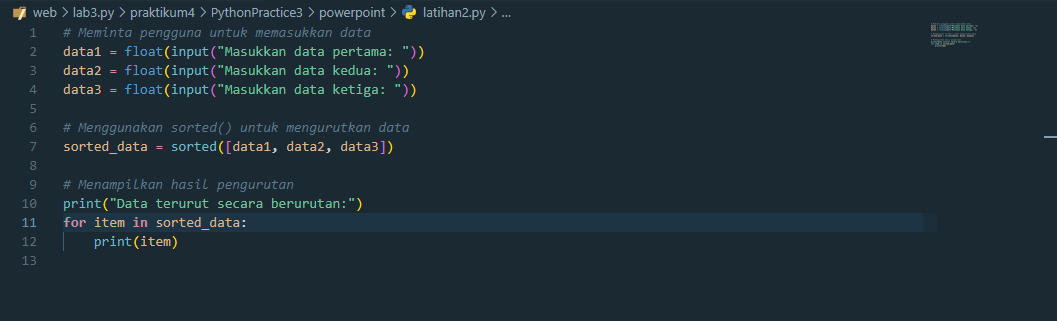 web > lab3.py > praktikum4 > PythonPractice3 > powerpoint > latihan2.py > ...
1 # Meminta pengguna untuk memasukkan data
2 data1 = float(input("Masukkan data pertama: "))
3 data2 = float(input("Masukkan data kedua: "))
4 data3 = float(input("Masukkan data ketiga: "))
5
6 # Menggunakan sorted() untuk mengurutkan data
7 sorted_data = sorted([data1, data2, data3])
8
9 # Menampilkan hasil pengurutan
10 print("Data terurut secara berurutan:")
11 for item in sorted_data:
12     print(item)
13